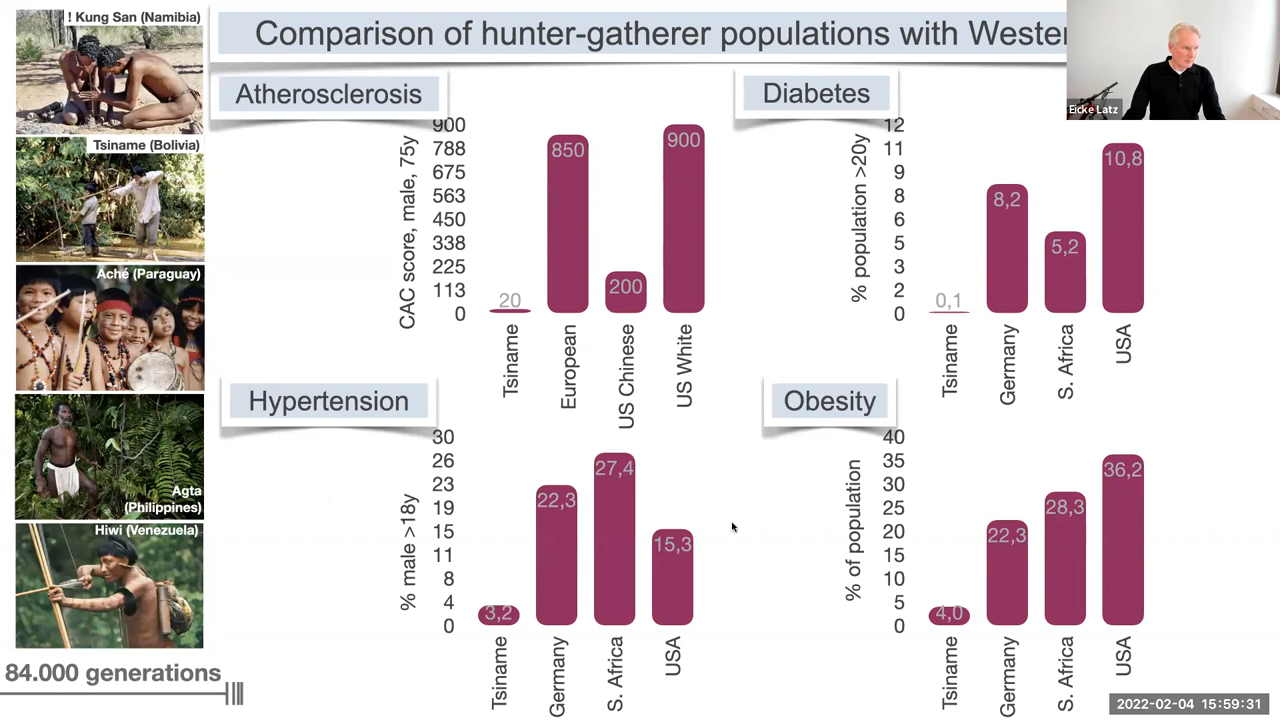 ! Kung San (Namibia)
Tsiname (Bolivia)
Aché (Paraguay)
Agta
(Philippines)
Hiwi (Venezuela)
84.000 generations
Comparison of hunter-gatherer populations with Wester
Eicke Latz
Atherosclerosis
CAC score, male, 75y
900
788
675
563
450
338
225
113
0
20
850
200
900
Tsiname
European
US Chinese
US White
Diabetes
% population >20y
12
11
9
8
6
5
3
2
0
0,1
8,2
5,2
10,8
Tsiname
Germany
S. Africa
USA
Hypertension
% male >18y
30
26
23
19
15
11
8
4
0
3,2
22,3
27,4
15,3
Tsiname
Germany
S. Africa
USA
Obesity
% of population
40
35
30
25
20
15
10
5
0
4,0
22,3
28,3
36,2
Tsiname
Germany
S. Africa
USA
2022-02-04 15:59:31